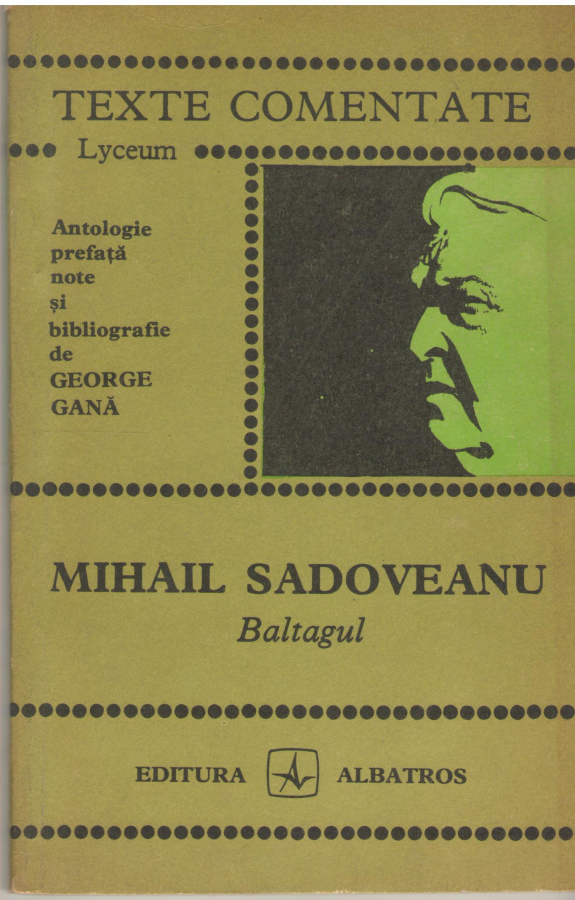 TEXTE COMENTATE
Lyceum
Antologie
prefață
note
și
bibliografie
de
GEORGE
GANĂ
MIHAIL SADOVEANU
Baltagul
EDITURA ALBATROS